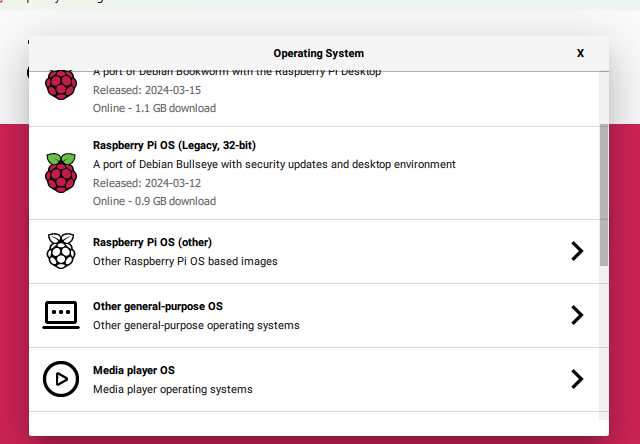 Operating System
X
A port of Debian Bookworm with the Raspberry Pi Desktop
Released: 2024-03-15
Online - 1.1 GB download
Raspberry Pi OS (Legacy, 32-bit)
A port of Debian Bullseye with security updates and desktop environment
Released: 2024-03-12
Online - 0.9 GB download
Raspberry Pi OS (other)
Other Raspberry Pi OS based images
Other general-purpose OS
Other general-purpose operating systems
Media player OS
Media player operating systems